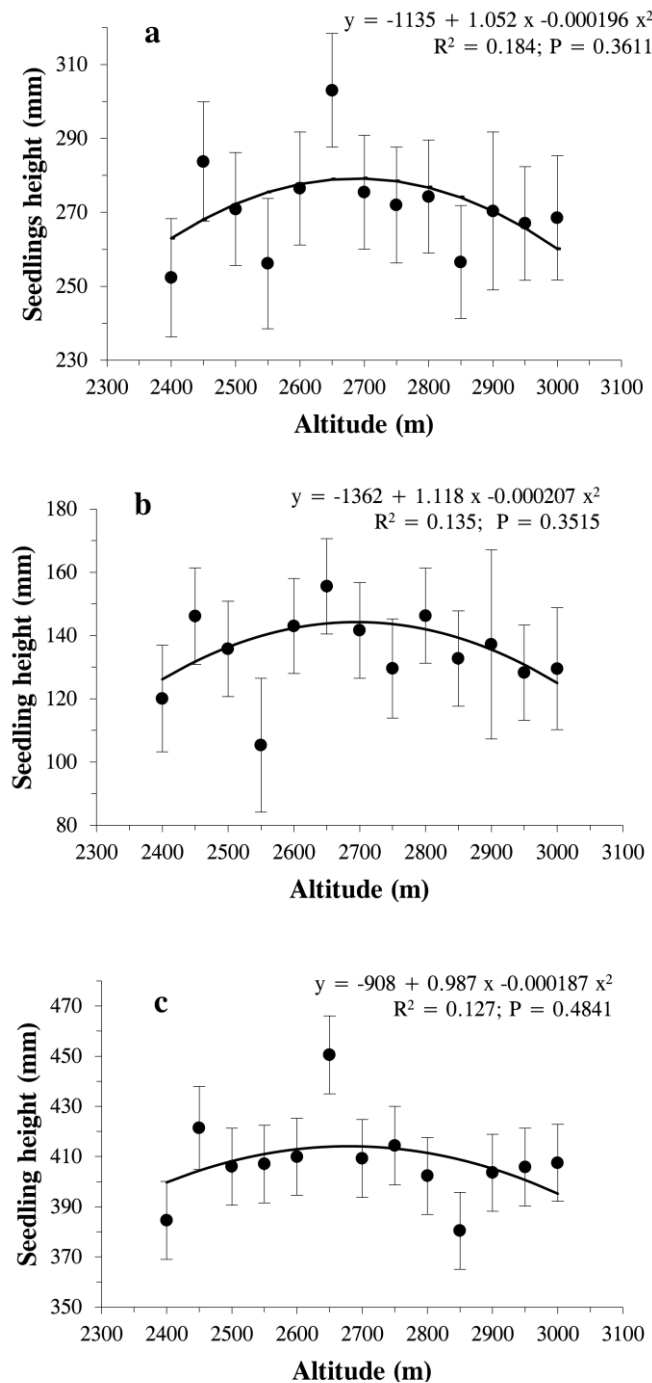 a
y = -1135 + 1.052 x -0.000196 x²
R² = 0.184; P = 0.3611
310
290
270
250
230
Seedlings height (mm)
2300 2400 2500 2600 2700 2800 2900 3000 3100
Altitude (m)
b
y = -1362 + 1.118 x -0.000207 x²
R² = 0.135; P = 0.3515
180
160
140
120
100
80
Seedling height (mm)
2300 2400 2500 2600 2700 2800 2900 3000 3100
Altitude (m)
c
y = -908 + 0.987 x -0.000187 x²
R² = 0.127; P = 0.4841
470
450
430
410
390
370
350
Seedling height (mm)
2300 2400 2500 2600 2700 2800 2900 3000 3100
Altitude (m)